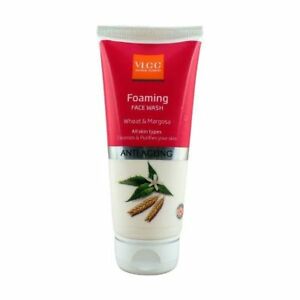 VLCC
Foaming
FACE WASH
Wheat & Margosa
All skin types
Cleanses & Purifies your skin
ANTI AGEING